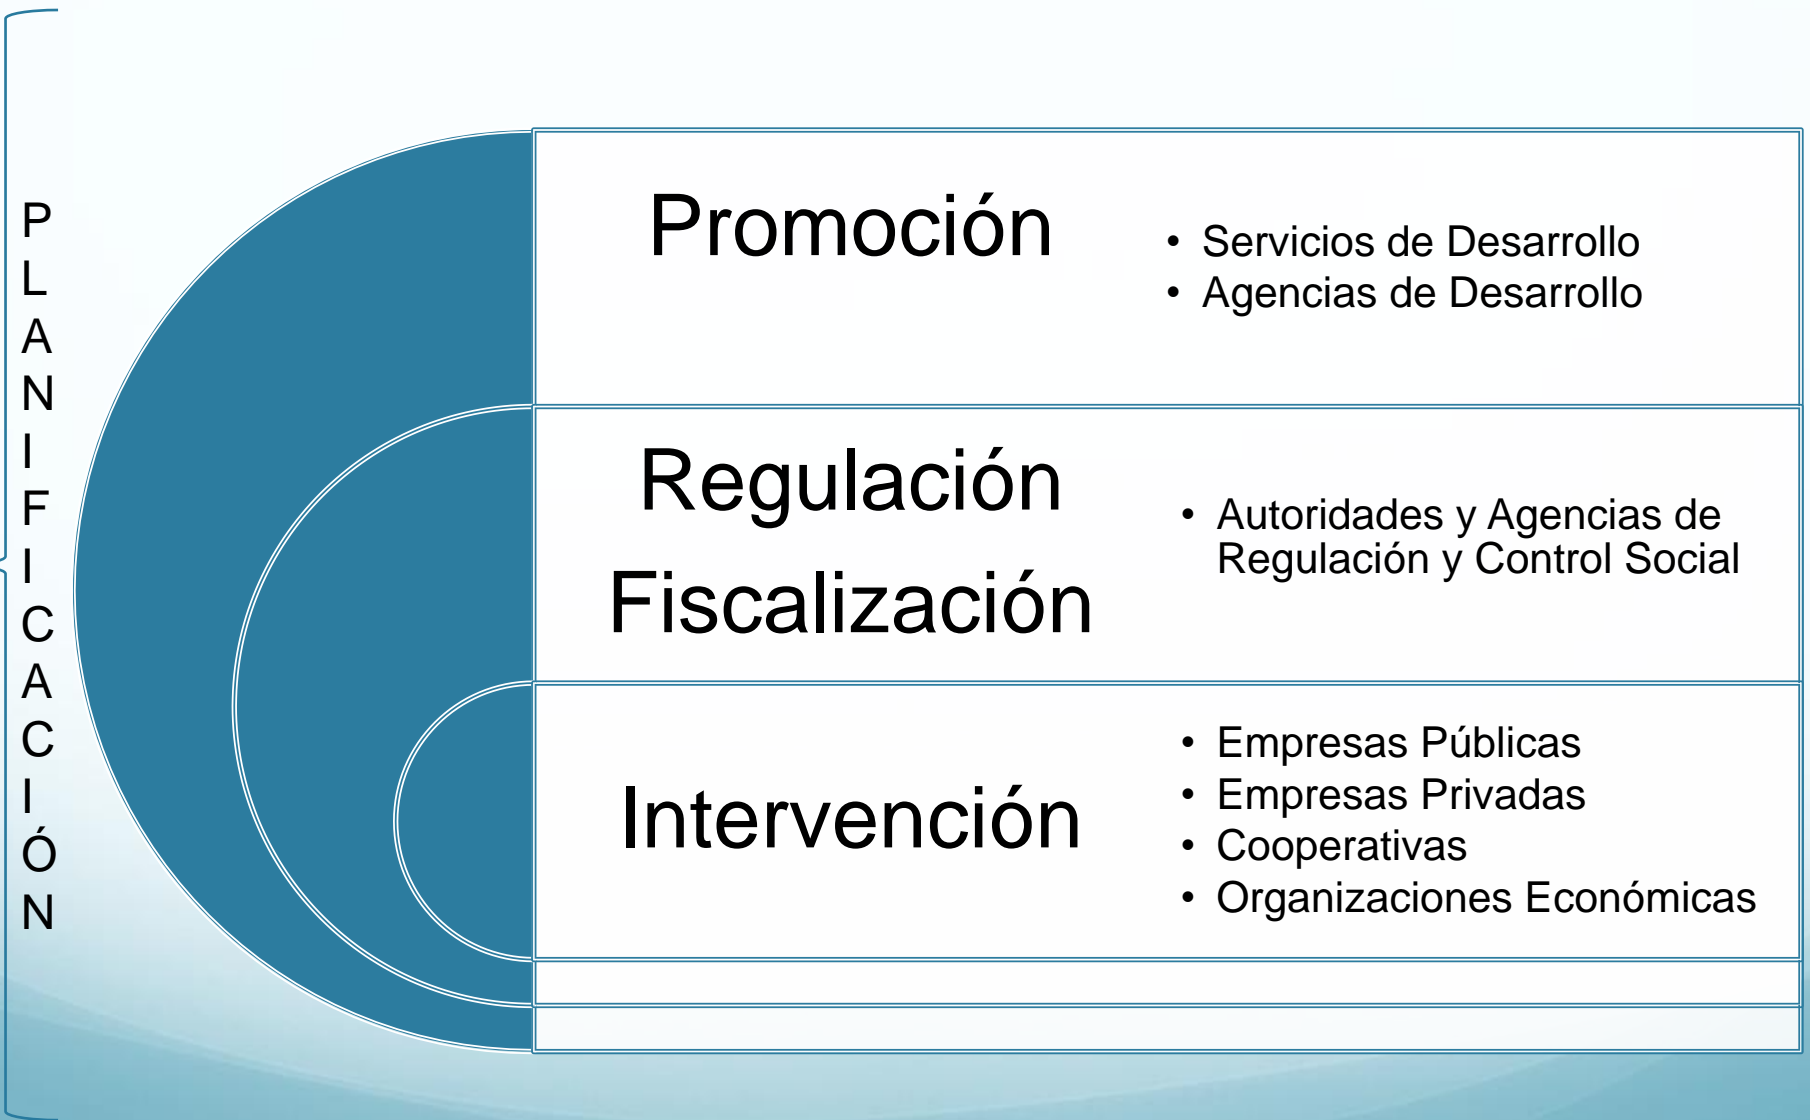 PLANIFICACIÓN
Promoción
• Servicios de Desarrollo
• Agencias de Desarrollo
Regulación
Fiscalización
• Autoridades y Agencias de
Regulación y Control Social
Intervención
• Empresas Públicas
• Empresas Privadas
• Cooperativas
• Organizaciones Económicas